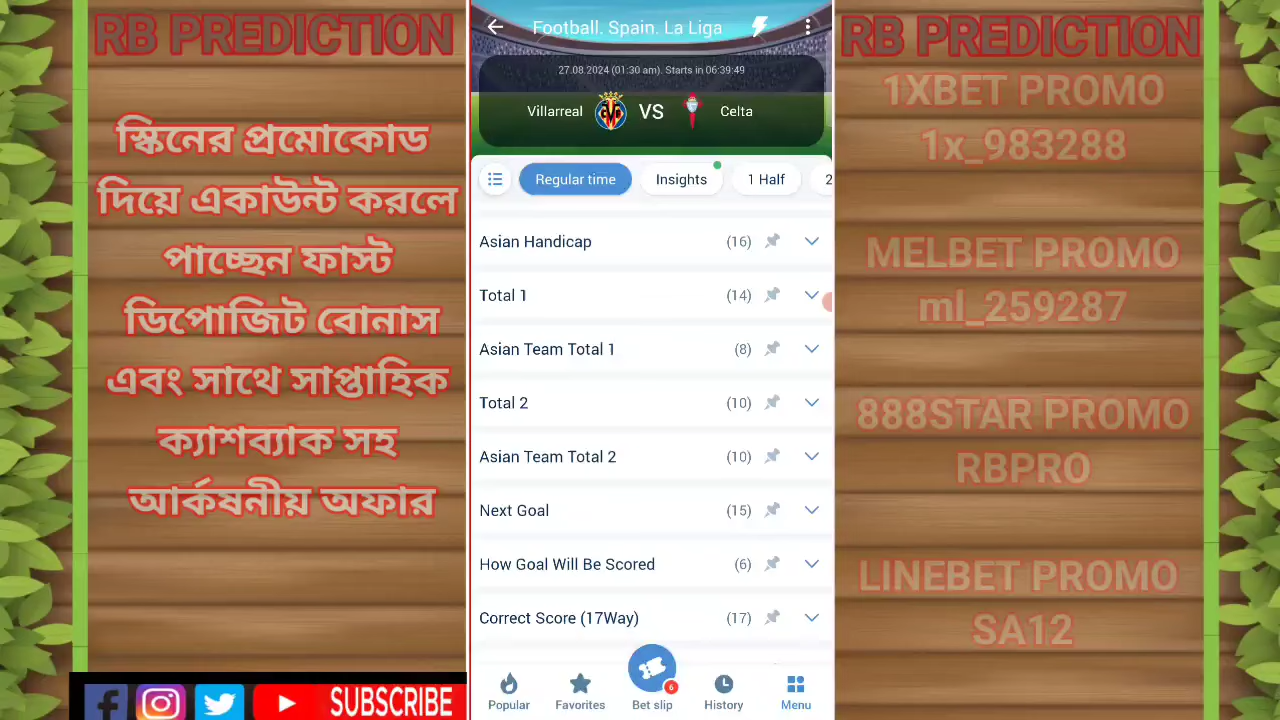 RB PREDICTION
স্কিনের প্রমোকোড
দিয়ে একাউন্ট করলে
পাচ্ছেন ফাস্ট
ডিপোজিট বোনাস
এবং সাথে সাপ্তাহিক
ক্যাশব্যাক সহ
আর্কষনীয় অফার
SUBSCRIBE
Football. Spain. La Liga
27.08.2024 (01:30 am). Starts in 06:39:49
Villarreal VS Celta
Regular time Insights 1 Half 2
Asian Handicap (16)
Total 1 (14)
Asian Team Total 1 (8)
Total 2 (10)
Asian Team Total 2 (10)
Next Goal (15)
How Goal Will Be Scored (6)
Correct Score (17Way) (17)
6
Popular Favorites Bet slip History Menu
RB PREDICTION
1XBET PROMO
1x_983288
MELBET PROMO
ml_259287
888STAR PROMO
RBPRO
LINEBET PROMO
SA12